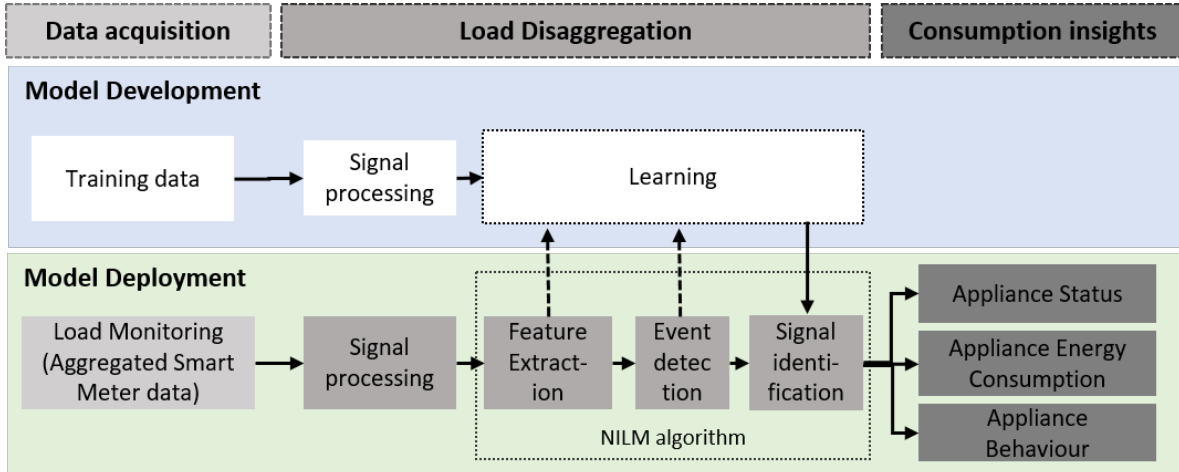 Data acquisition
Load Disaggregation
Consumption insights
Model Development
Training data
Signal
processing
Learning
Model Deployment
Load Monitoring
(Aggregated Smart
Meter data)
Signal
processing
Feature
Extract-
ion
Event
detec
tion
Signal
identi-
fication
NILM algorithm
Appliance Status
Appliance Energy
Consumption
Appliance
Behaviour